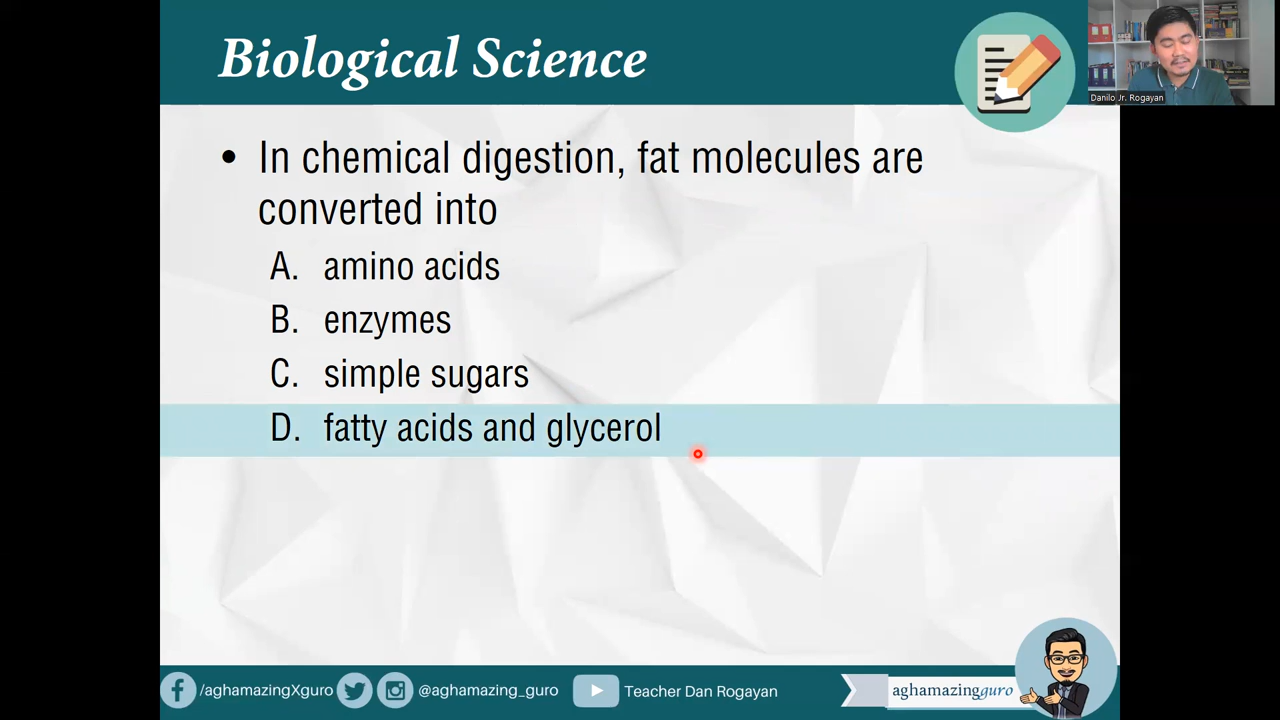 Biological Science
Danilo Jr. Rogayan
• In chemical digestion, fat molecules are
converted into
A. amino acids
B. enzymes
C. simple sugars
D. fatty acids and glycerol
/aghamazingXguro
@aghamazing_guro
Teacher Dan Rogayan
aghamazingguro